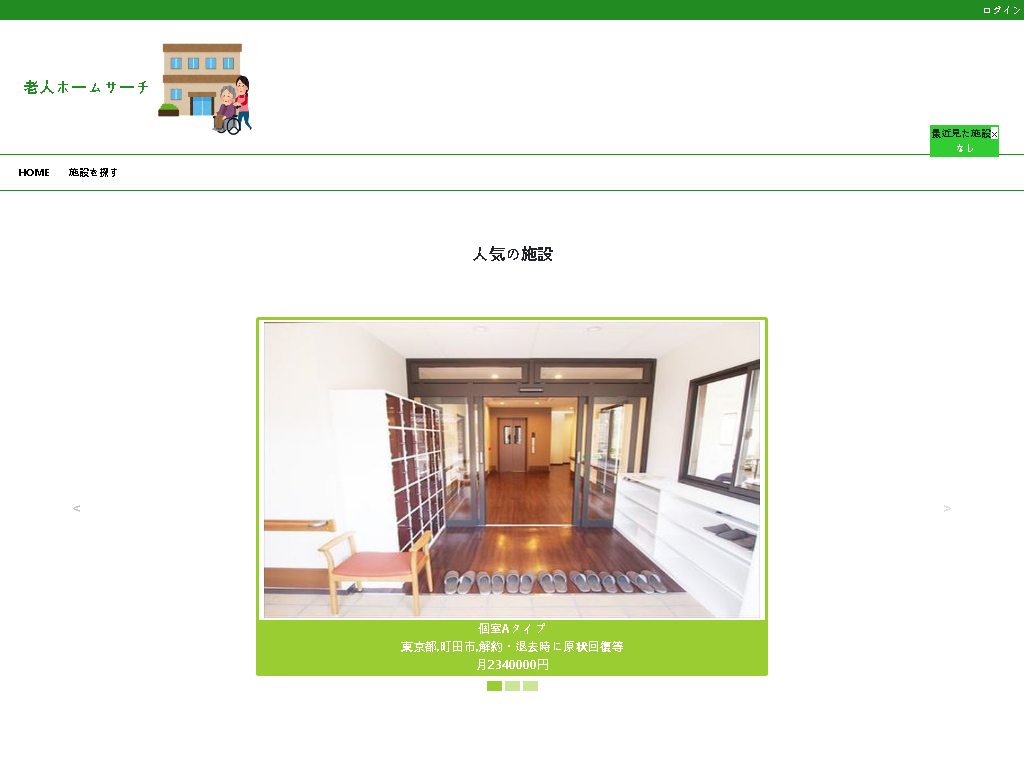 ログイン
老人ホームサーチ
最近見た施設×
なし
HOME 施設を探す
人気の施設
<
>
個室Aタイプ
東京都,町田市,解約・退去時に原状回復等
月2340000円